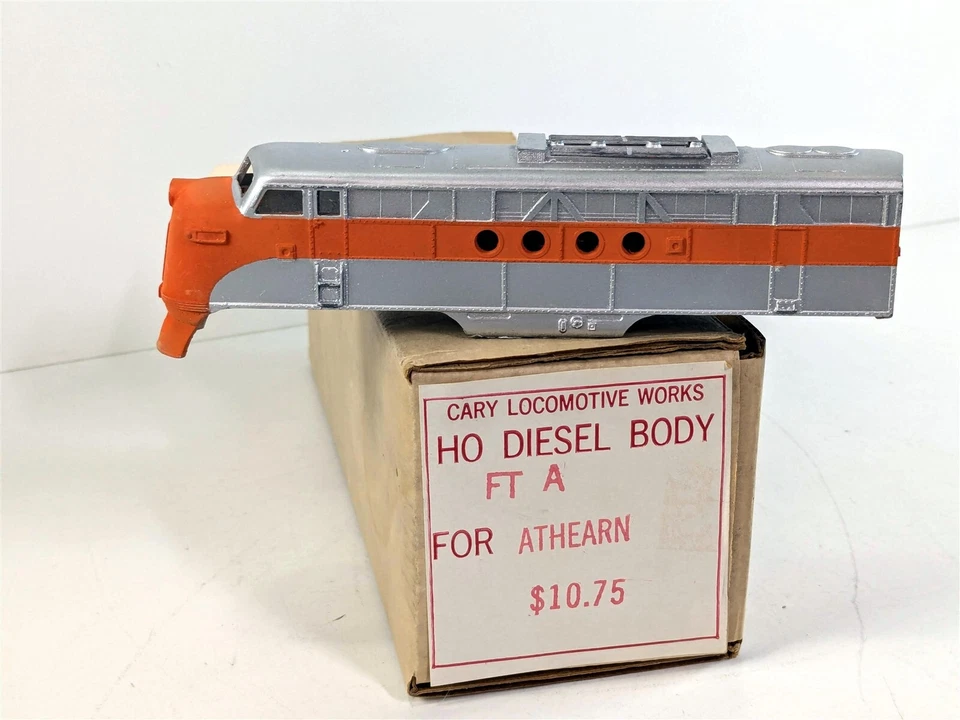 CARY LOCOMOTIVE WORKS
HO DIESEL BODY
FT A
FOR ATHEARN
$10.75